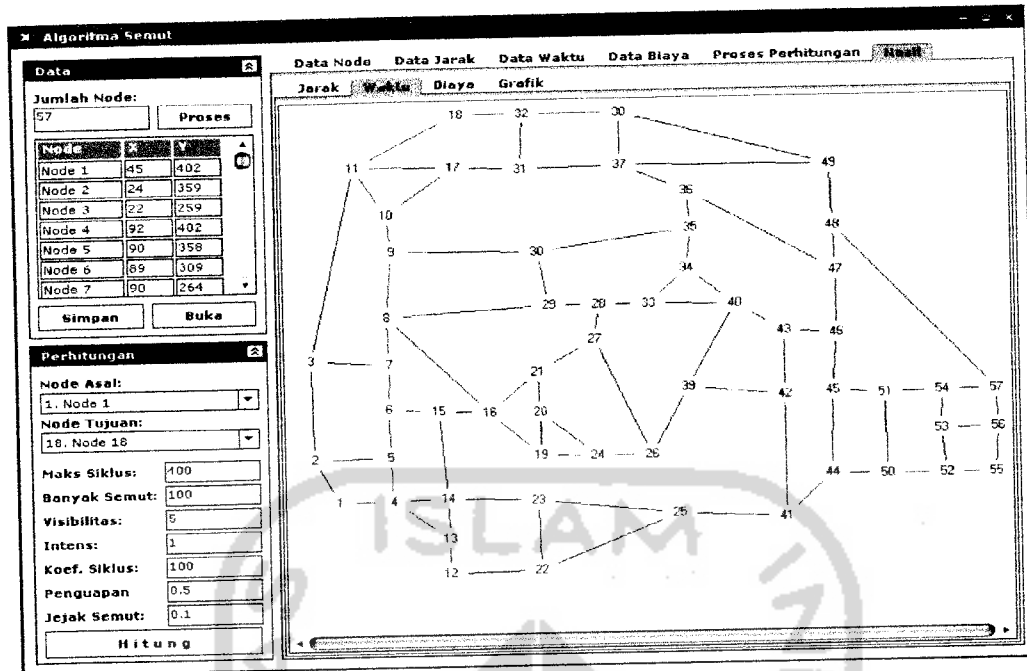 Algoritma Semut
Data
Jumlah Node:
57 Proses
Node X Y
Node 1 45 402
Node 2 24 359
Node 3 22 259
Node 4 92 402
Node 5 90 358
Node 6 89 309
Node 7 90 264
Simpan Buka
Perhitungan
Node Asal:
1. Node 1
Node Tujuan:
18. Node 18
Maks Siklus: 100
Banyak Semut: 100
Visibilitas: 5
Intens: 1
Koef. Siklus: 100
Penguapan 0.5
Jejak Semut: 0.1
Hitung
Data Node Data Jarak Data Waktu Data Biaya Proses Perhitungan Hasil
Jarak Waktu Biaya Grafik
18 32 30
11 17 31 37 49
36
10 35 48
9 30
34 47
29 28 33 40
8 43 46
27
3 7 21
39 42 45 51 54 57
6 15 16 20
53 56
2 5 19 24 26
44 50 52 55
1 4 14 23
25 41
13
12 22
ISLAM